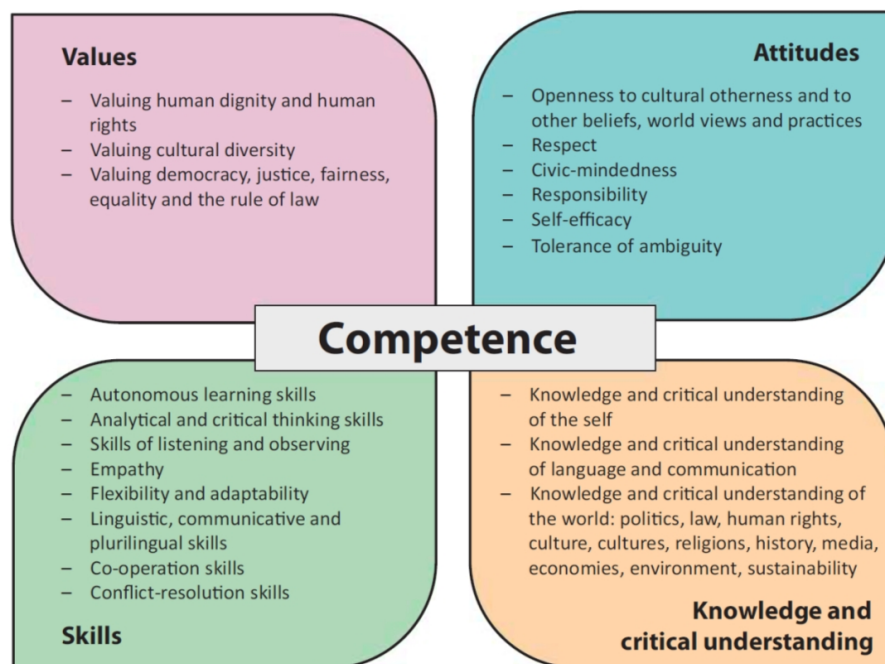 Values
– Valuing human dignity and human
rights
– Valuing cultural diversity
– Valuing democracy, justice, fairness,
equality and the rule of law
Attitudes
– Openness to cultural otherness and to
other beliefs, world views and practices
– Respect
– Civic-mindedness
– Responsibility
– Self-efficacy
– Tolerance of ambiguity
Competence
– Autonomous learning skills
– Analytical and critical thinking skills
– Skills of listening and observing
– Empathy
– Flexibility and adaptability
– Linguistic, communicative and
plurilingual skills
– Co-operation skills
– Conflict-resolution skills
Skills
– Knowledge and critical understanding
of the self
– Knowledge and critical understanding
of language and communication
– Knowledge and critical understanding of
the world: politics, law, human rights,
culture, cultures, religions, history, media,
economies, environment, sustainability
Knowledge and
critical understanding